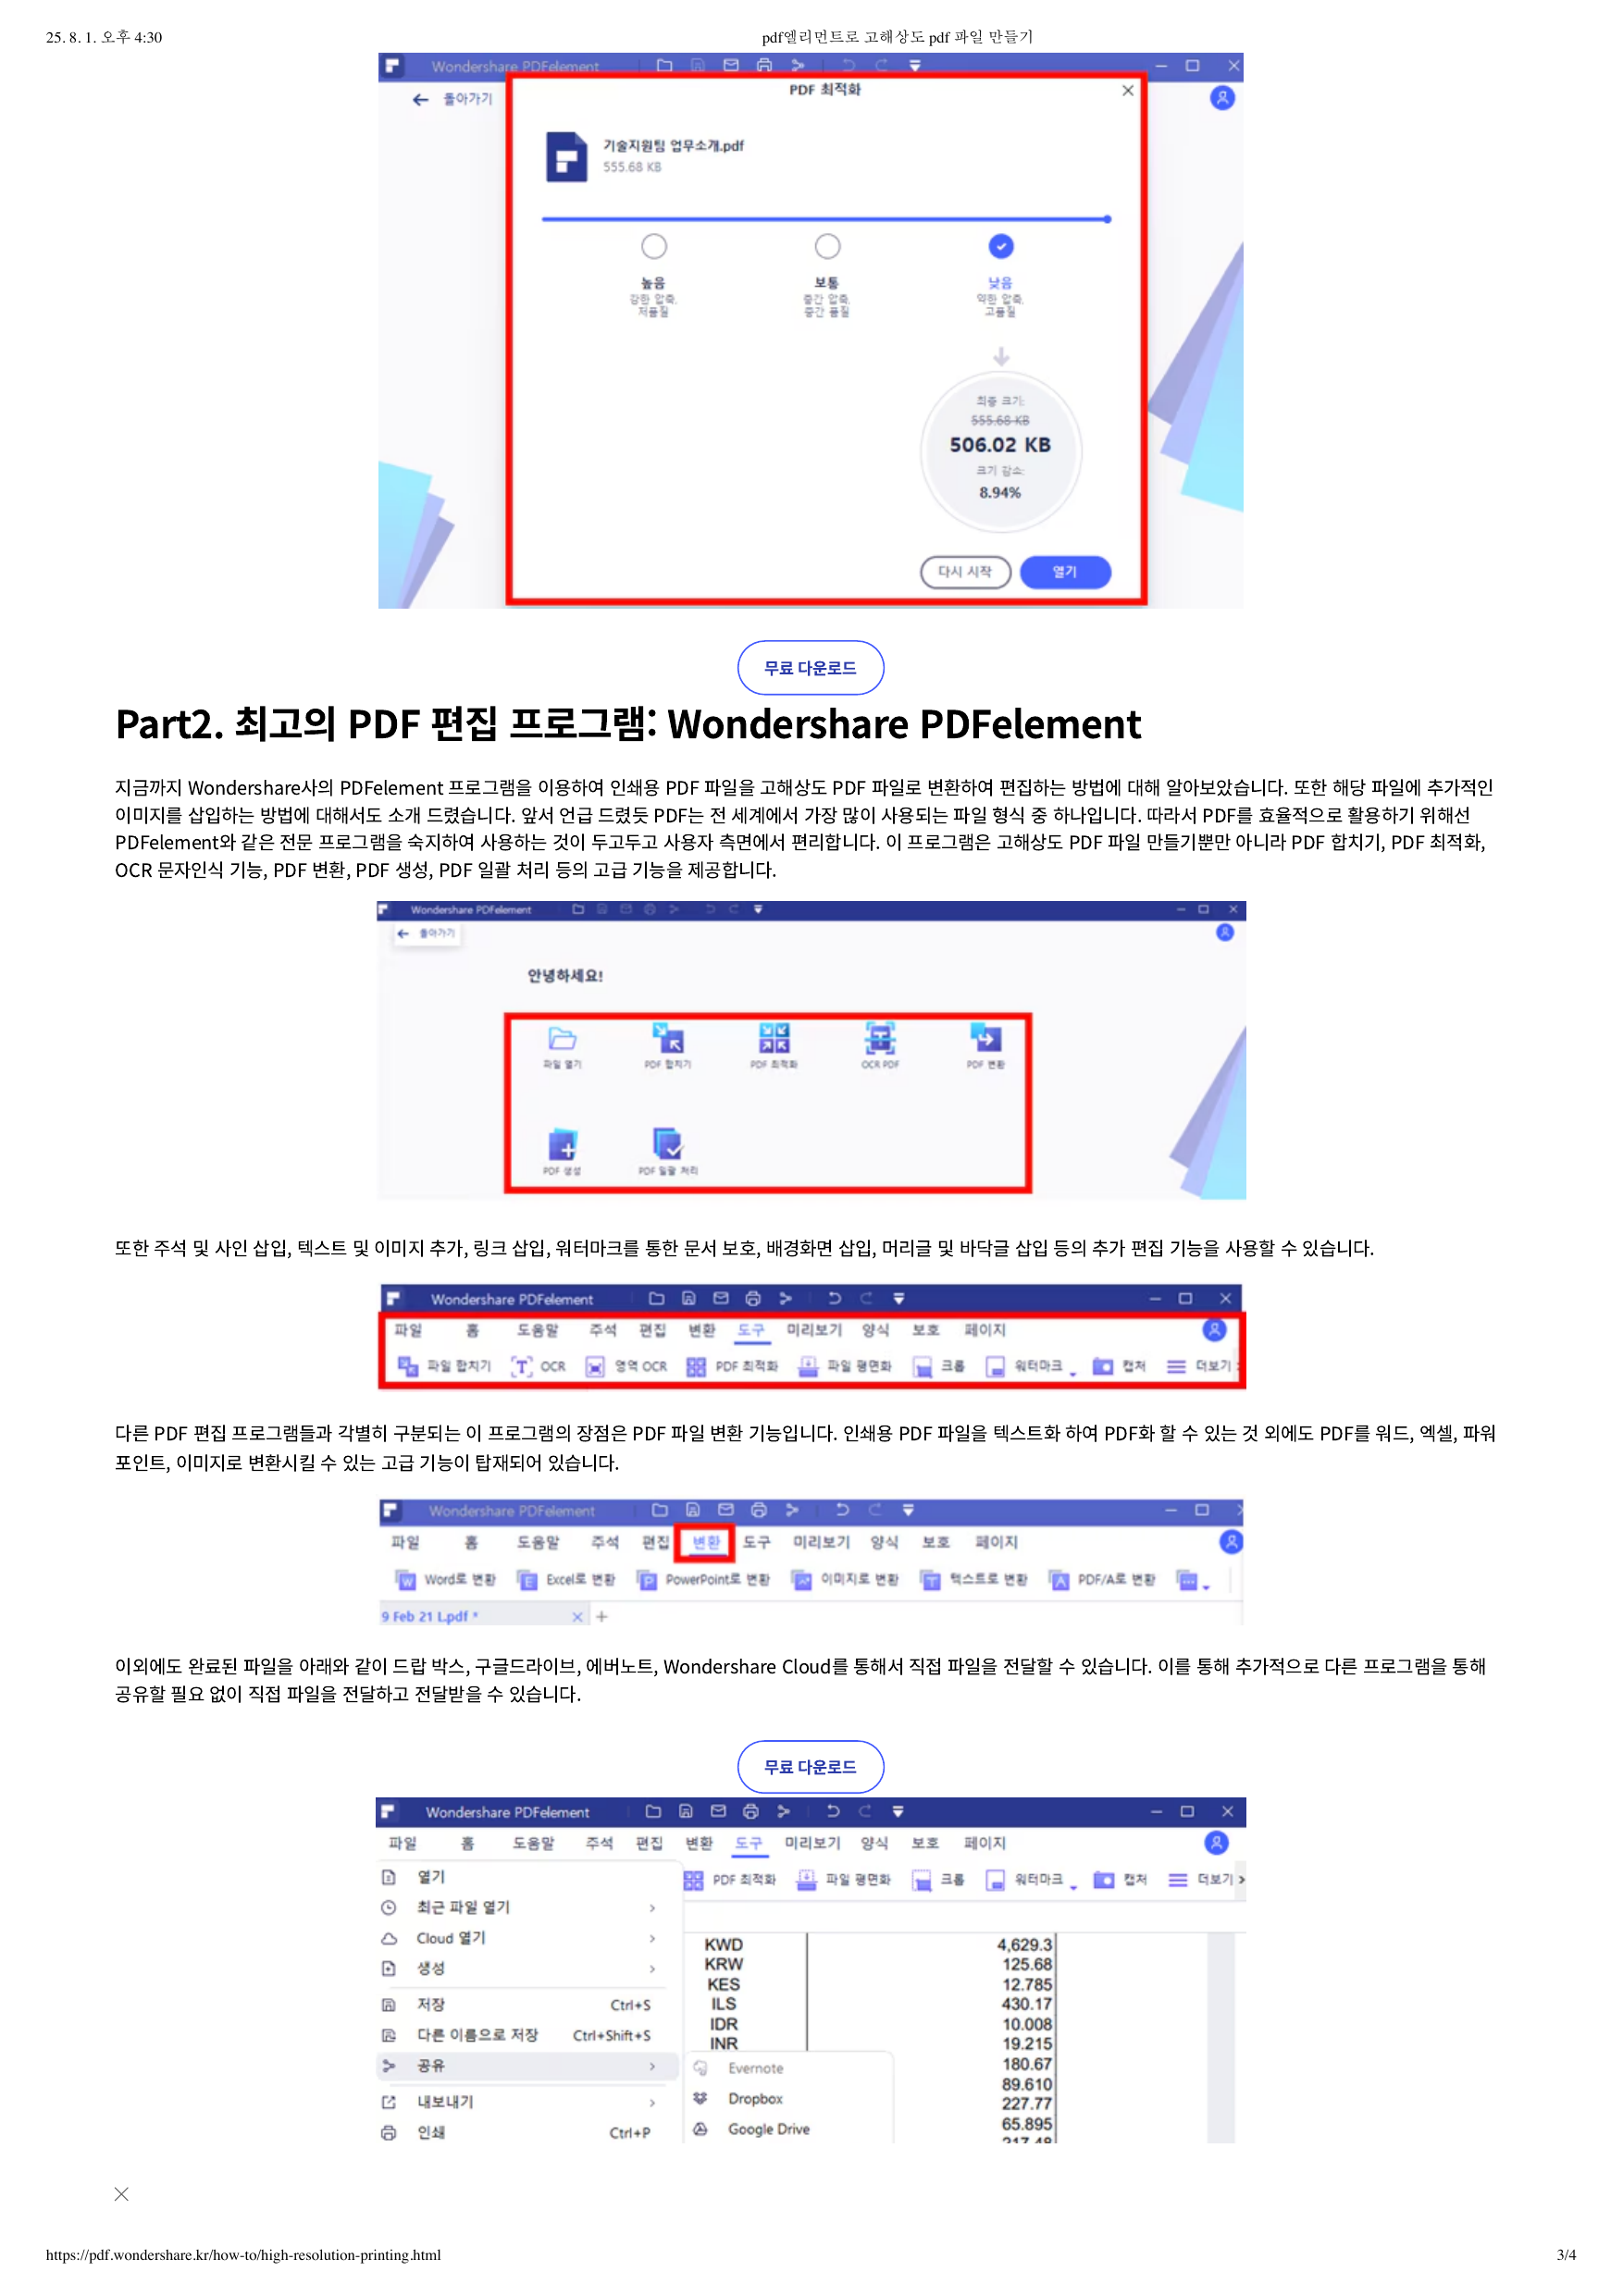 25. 8. 1. 오후 4:30
pdf엘리먼트로 고해상도 pdf 파일 만들기
Wondershare PDFelement
돌아가기
PDF 최적화
기술지원팀 업무소개.pdf
555.68 KB
높음
강한 압축,
저품질
보통
중간 압축,
중간 품질
낮음
약한 압축,
고품질
최종 크기:
555.68 KB
506.02 KB
크기 감소:
8.94%
다시 시작
열기
무료 다운로드
Part2. 최고의 PDF 편집 프로그램: Wondershare PDFelement
지금까지 Wondershare사의 PDFelement 프로그램을 이용하여 인쇄용 PDF 파일을 고해상도 PDF 파일로 변환하여 편집하는 방법에 대해 알아보았습니다. 또한 해당 파일에 추가적인
이미지를 삽입하는 방법에 대해서도 소개 드렸습니다. 앞서 언급 드렸듯 PDF는 전 세계에서 가장 많이 사용되는 파일 형식 중 하나입니다. 따라서 PDF를 효율적으로 활용하기 위해선
PDFelement와 같은 전문 프로그램을 숙지하여 사용하는 것이 두고두고 사용자 측면에서 편리합니다. 이 프로그램은 고해상도 PDF 파일 만들기뿐만 아니라 PDF 합치기, PDF 최적화,
OCR 문자인식 기능, PDF 변환, PDF 생성, PDF 일괄 처리 등의 고급 기능을 제공합니다.
Wondershare PDFelement
돌아가기
안녕하세요!
파일 열기
PDF 합치기
PDF 최적화
OCR PDF
PDF 변환
PDF 생성
PDF 일괄 처리
또한 주석 및 사인 삽입, 텍스트 및 이미지 추가, 링크 삽입, 워터마크를 통한 문서 보호, 배경화면 삽입, 머리글 및 바닥글 삽입 등의 추가 편집 기능을 사용할 수 있습니다.
Wondershare PDFelement
파일 홈 도움말 주석 편집 변환 도구 미리보기 양식 보호 페이지
파일 합치기 OCR 영역 OCR PDF 최적화 파일 평면화 크롭 워터마크 캡처 더보기
다른 PDF 편집 프로그램들과 각별히 구분되는 이 프로그램의 장점은 PDF 파일 변환 기능입니다. 인쇄용 PDF 파일을 텍스트화 하여 PDF화 할 수 있는 것 외에도 PDF를 워드, 엑셀, 파워
포인트, 이미지로 변환시킬 수 있는 고급 기능이 탑재되어 있습니다.
Wondershare PDFelement
파일 홈 도움말 주석 편집 변환 도구 미리보기 양식 보호 페이지
Word로 변환 Excel로 변환 PowerPoint로 변환 이미지로 변환 텍스트로 변환 PDF/A로 변환
9 Feb 21 L.pdf *
이외에도 완료된 파일을 아래와 같이 드랍 박스, 구글드라이브, 에버노트, Wondershare Cloud를 통해서 직접 파일을 전달할 수 있습니다. 이를 통해 추가적으로 다른 프로그램을 통해
공유할 필요 없이 직접 파일을 전달하고 전달받을 수 있습니다.
무료 다운로드
Wondershare PDFelement
파일 홈 도움말 주석 편집 변환 도구 미리보기 양식 보호 페이지
PDF 최적화 파일 평면화 크롭 워터마크 캡처 더보기
열기
최근 파일 열기
Cloud 열기
생성
저장 Ctrl+S
다른 이름으로 저장 Ctrl+Shift+S
공유
내보내기
인쇄 Ctrl+P
KWD 4,629.3
KRW 125.68
KES 12.785
ILS 430.17
IDR 10.008
INR 19.215
180.67
89.610
227.77
65.895
Evernote
Dropbox
Google Drive
https://pdf.wondershare.kr/how-to/high-resolution-printing.html
3/4